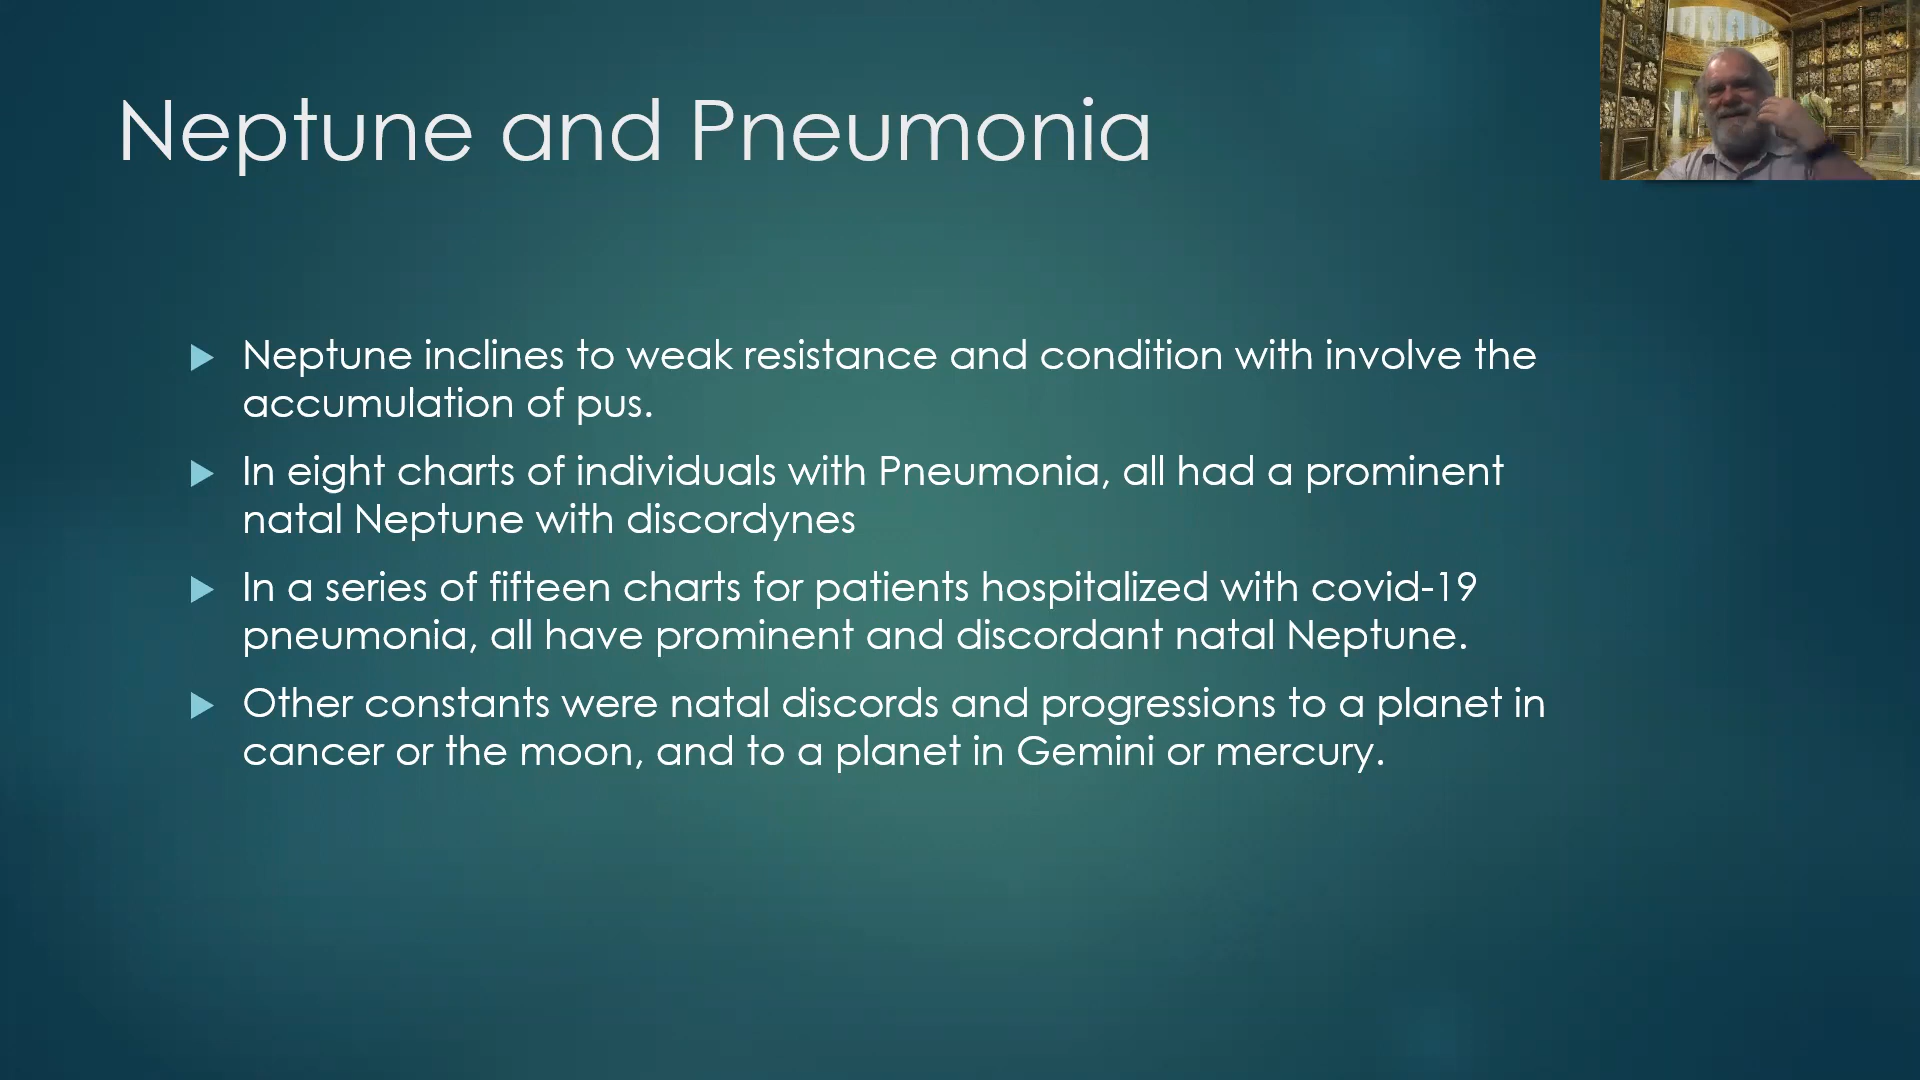 Neptune and Pneumonia
Neptune inclines to weak resistance and condition with involve the
accumulation of pus.
In eight charts of individuals with Pneumonia, all had a prominent
natal Neptune with discordynes
In a series of fifteen charts for patients hospitalized with covid-19
pneumonia, all have prominent and discordant natal Neptune.
Other constants were natal discords and progressions to a planet in
cancer or the moon, and to a planet in Gemini or mercury.